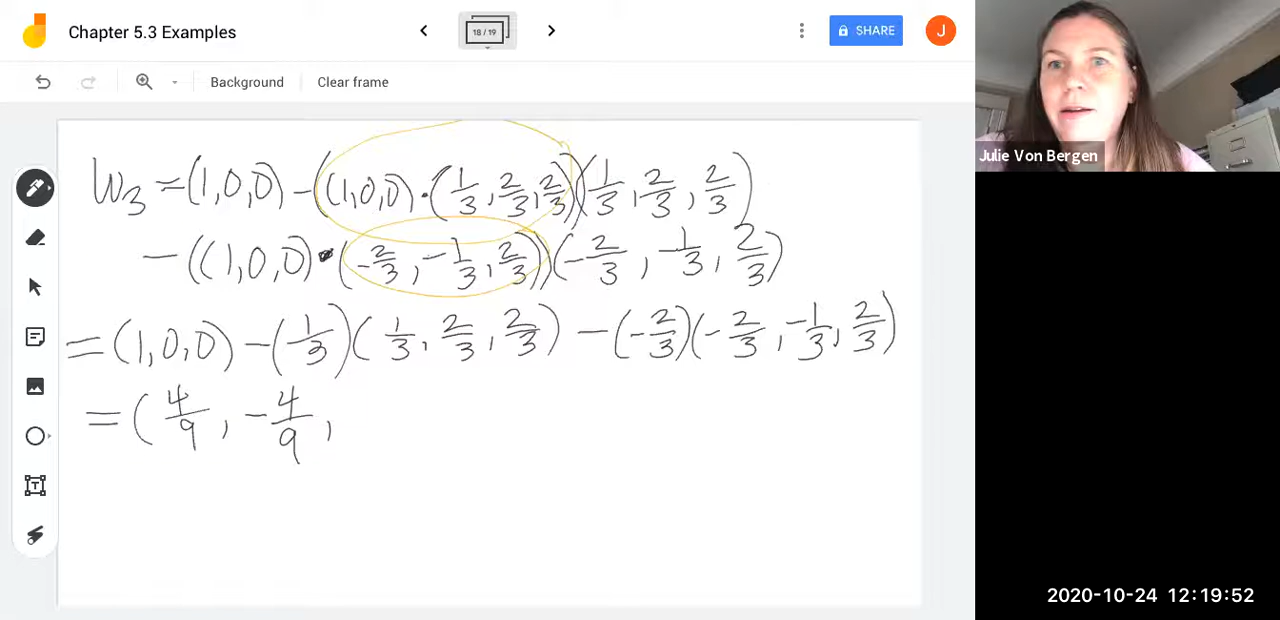 Chapter 5.3 Examples
18 / 19
SHARE
J
Background
Clear frame
Julie Von Bergen
W₃ = (1,0,0) - ((1,0,0)·(1/3, 2/3, 2/3))(1/3, 2/3, 2/3)
- ((1,0,0)·(-2/3, -1/3, 2/3))(-2/3, -1/3, 2/3)
= (1,0,0) - (1/3)(1/3, 2/3, 2/3) - (-2/3)(-2/3, -1/3, 2/3)
= (4/9, -4/9,
2020-10-24 12:19:52